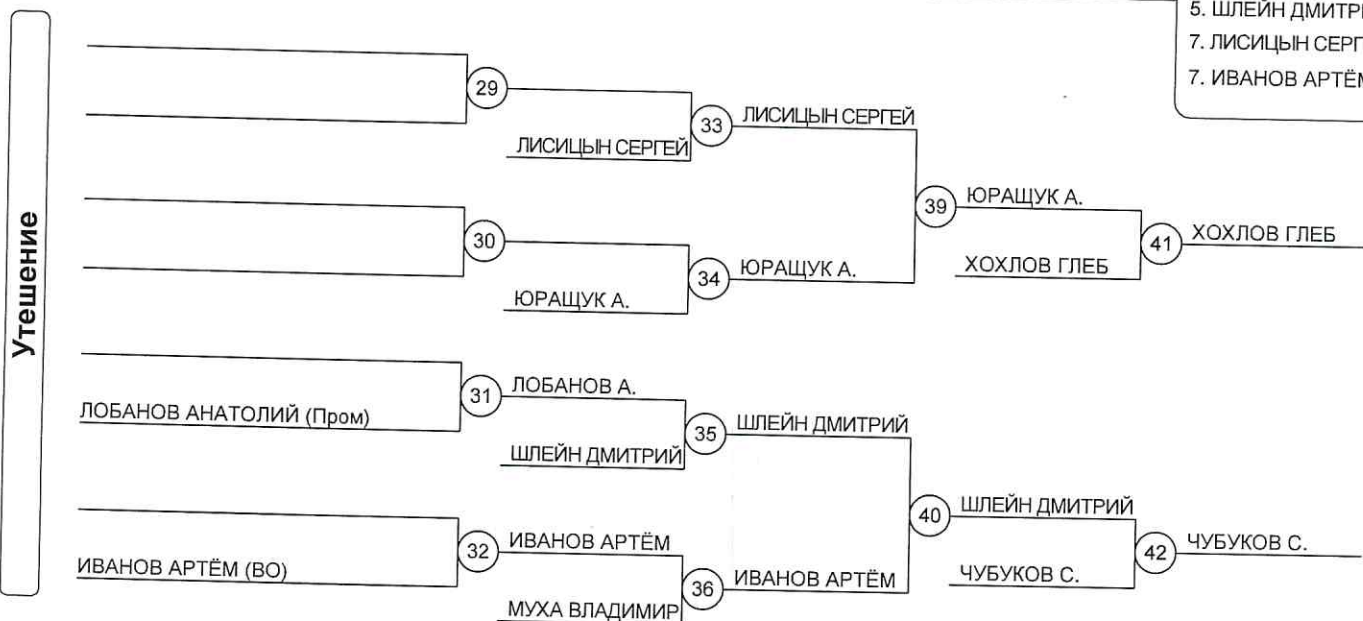 5. ШЛЕЙН ДМИТРИ
7. ЛИСИЦЫН СЕРГ
7. ИВАНОВ АРТЁМ
Утешение
29
ЛИСИЦЫН СЕРГЕЙ
33
ЛИСИЦЫН СЕРГЕЙ
30
ЮРАЩУК А.
34
ЮРАЩУК А.
39
ЮРАЩУК А.
ХОХЛОВ ГЛЕБ
41
ХОХЛОВ ГЛЕБ
ЛОБАНОВ АНАТОЛИЙ (Пром)
31
ЛОБАНОВ А.
ШЛЕЙН ДМИТРИЙ
35
ШЛЕЙН ДМИТРИЙ
ИВАНОВ АРТЁМ (ВО)
32
ИВАНОВ АРТЁМ
МУХА ВЛАДИМИР
36
ИВАНОВ АРТЁМ
40
ШЛЕЙН ДМИТРИЙ
ЧУБУКОВ С.
42
ЧУБУКОВ С.